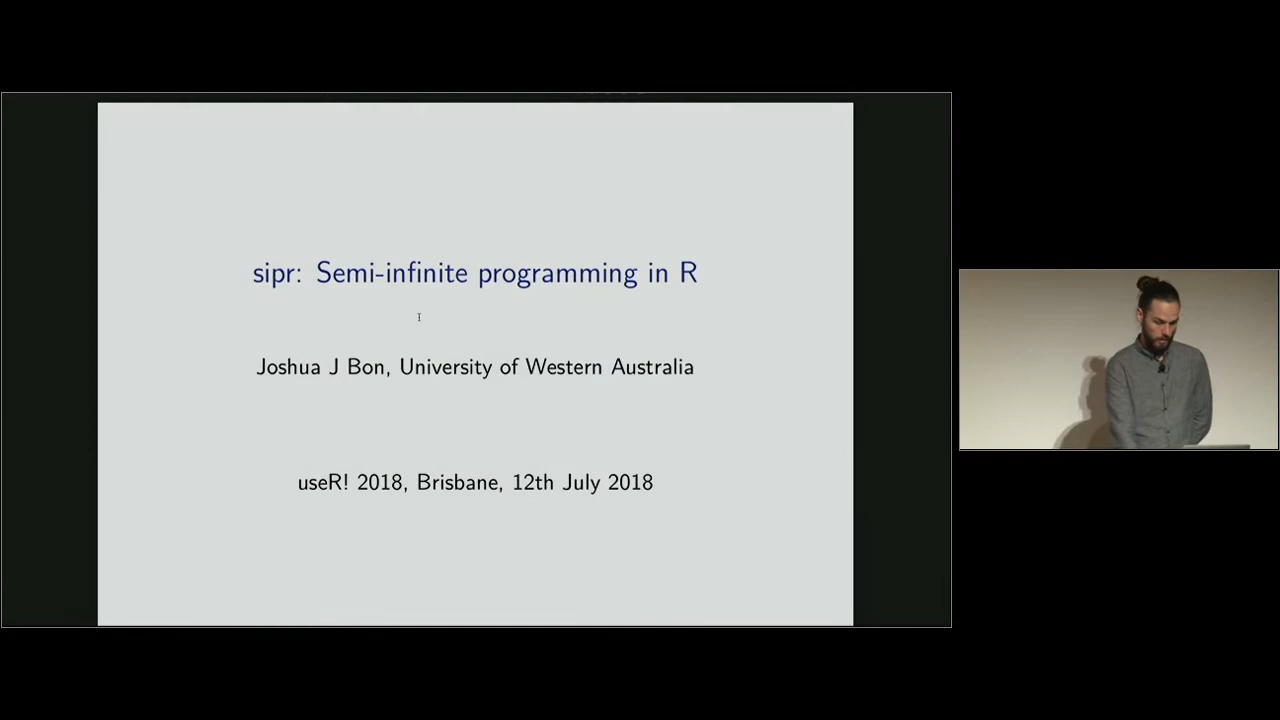 sipr: Semi-infinite programming in R
Joshua J Bon, University of Western Australia
useR! 2018, Brisbane, 12th July 2018